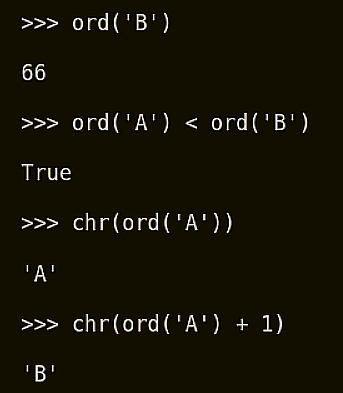 >>> ord('B')
66
>>> ord('A') < ord('B')
True
>>> chr(ord('A'))
'A'
>>> chr(ord('A') + 1)
'B'